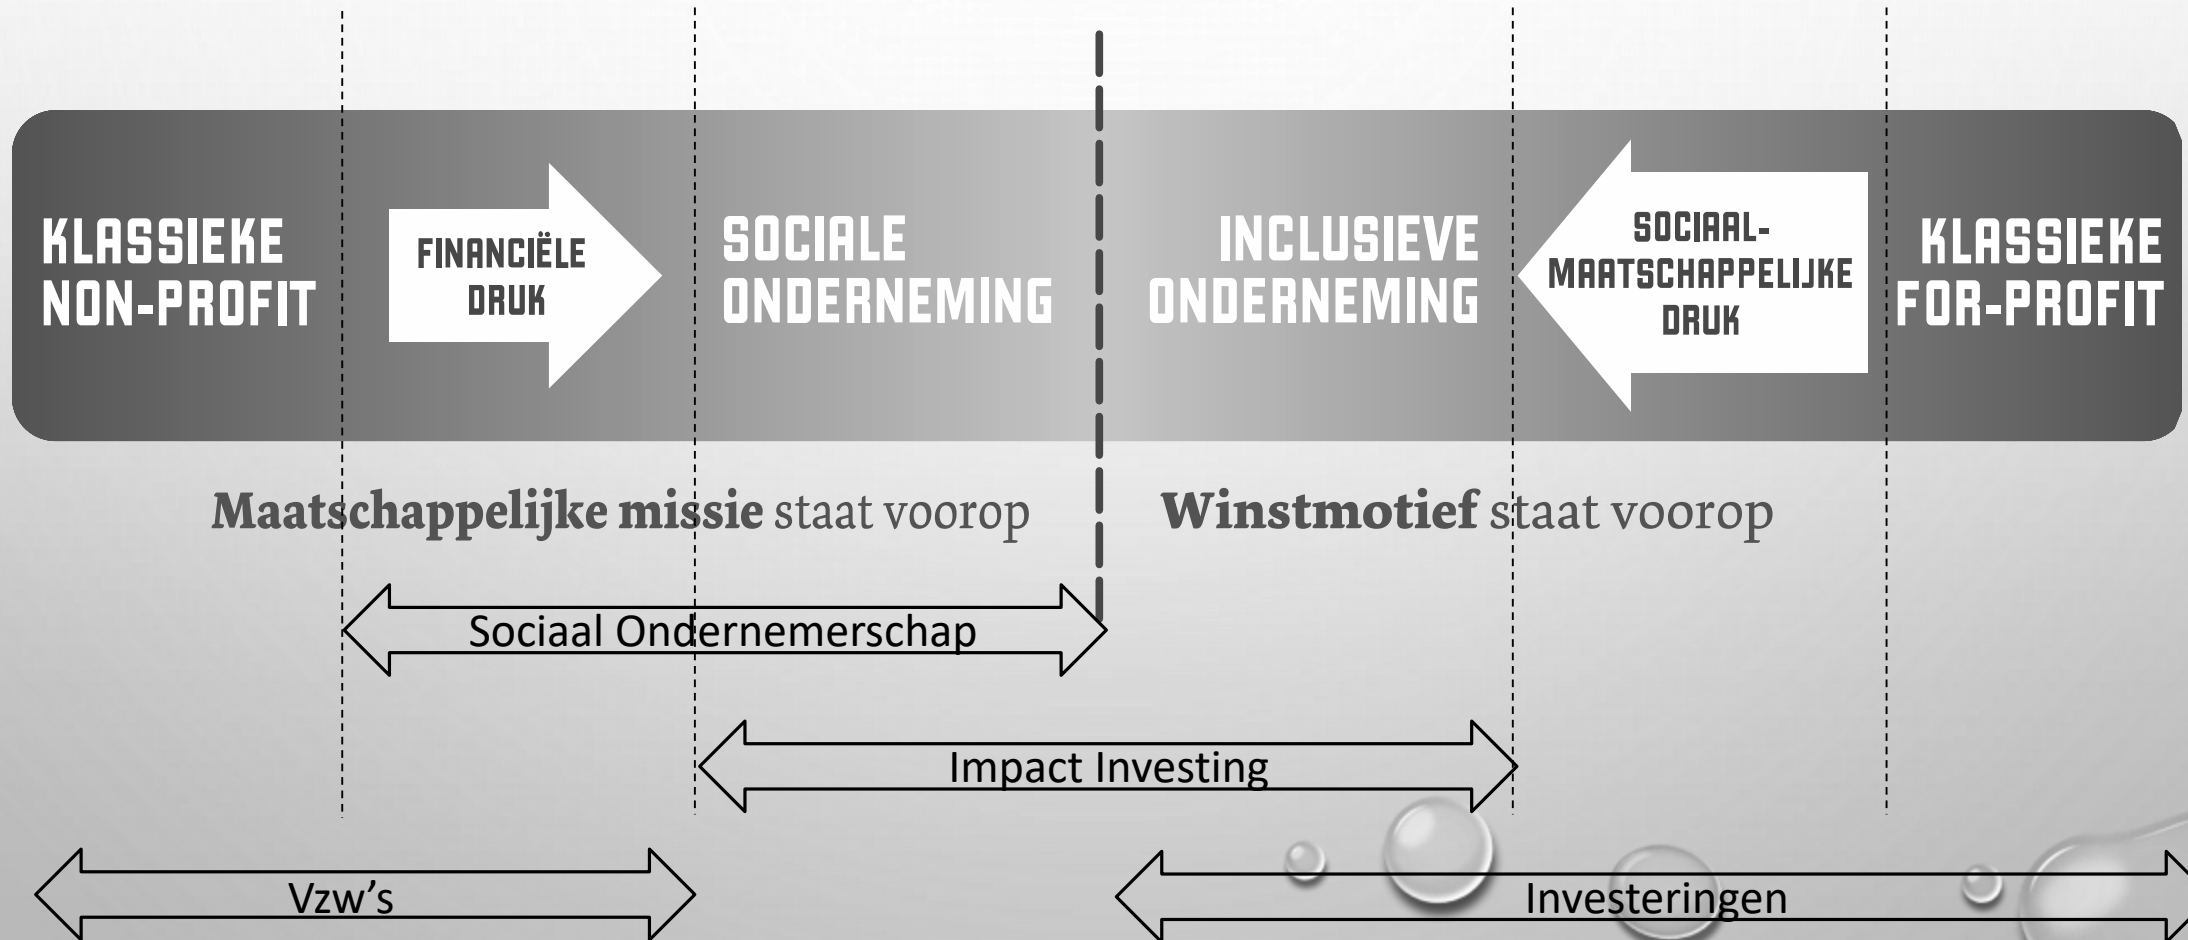 KLASSIEKE
NON-PROFIT
FINANCIËLE
DRUK
SOCIALE
ONDERNEMING
INCLUSIEVE
ONDERNEMING
SOCIAAL-
MAATSCHAPPELIJKE
DRUK
KLASSIEKE
FOR-PROFIT
Maatschappelijke missie staat voorop
Winstmotief staat voorop
Sociaal Ondernemerschap
Impact Investing
Vzw's
Investeringen